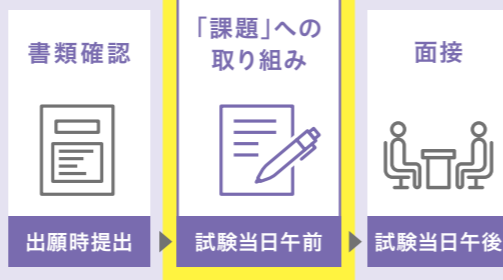 書類確認
出願時提出
「課題」への
取り組み
試験当日午前
面接
試験当日午後